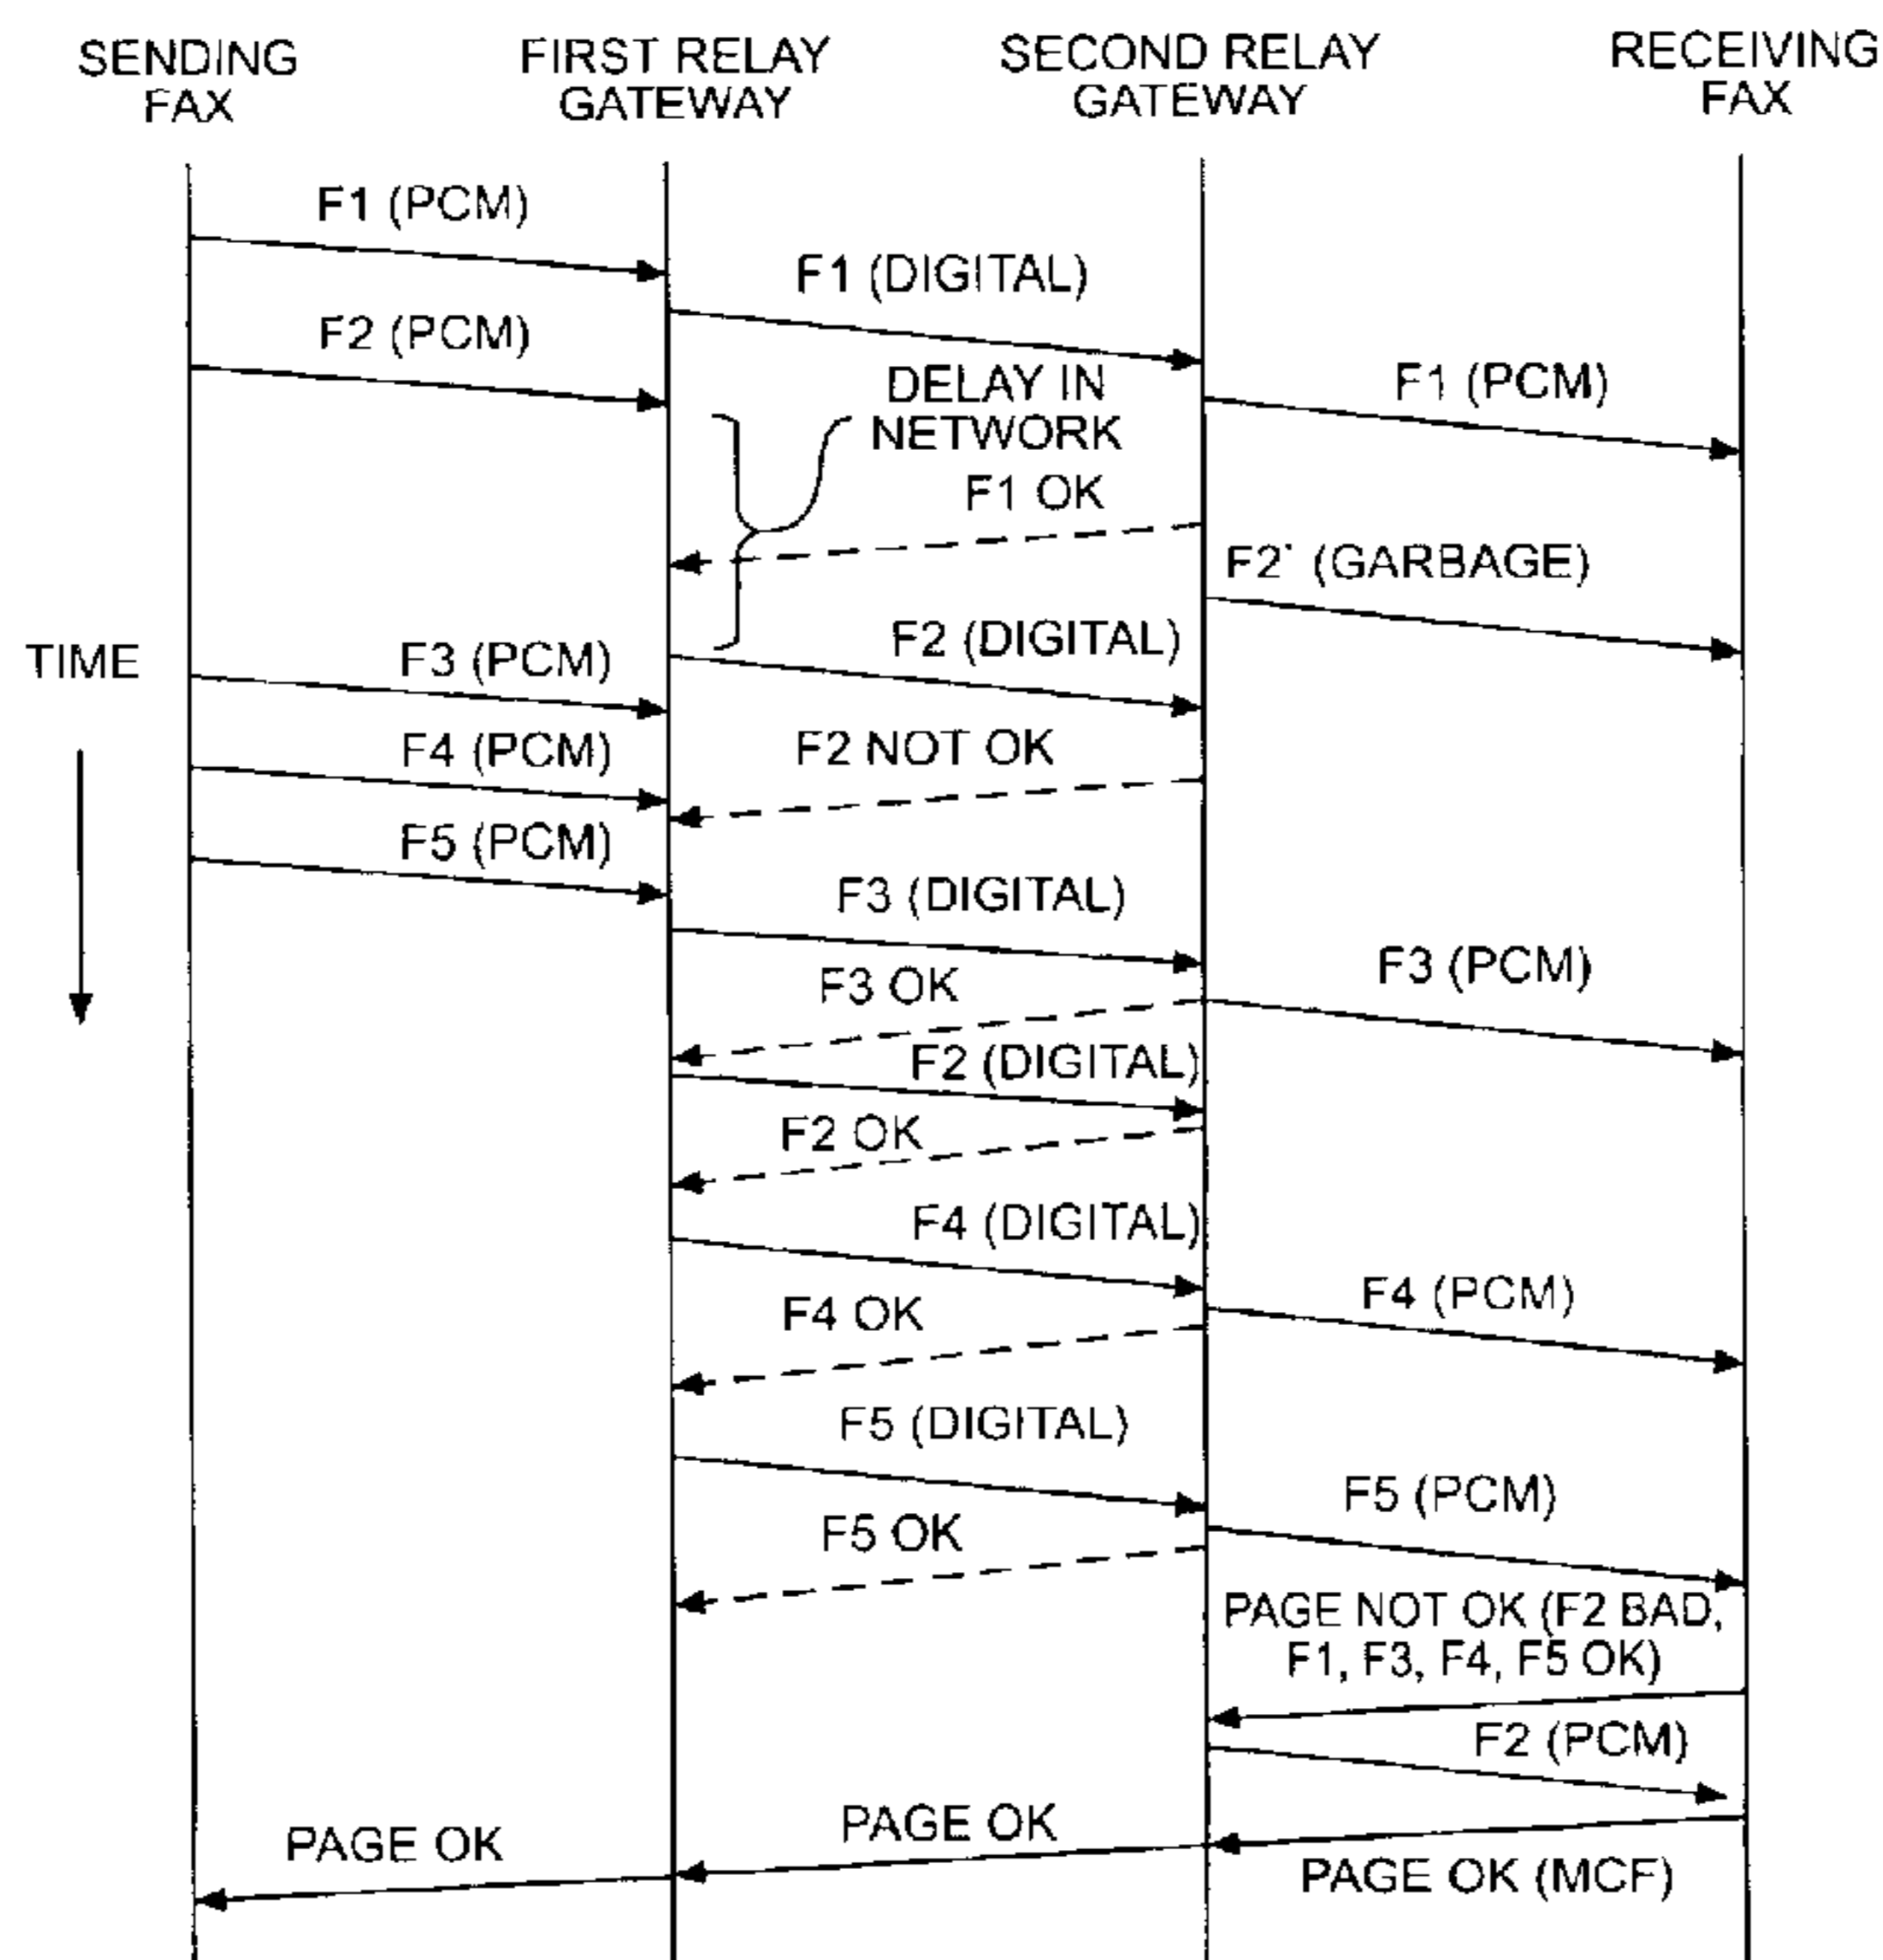 SENDING
FAX
FIRST RELAY
GATEWAY
SECOND RELAY
GATEWAY
RECEIVING
FAX
F1 (PCM)
F1 (DIGITAL)
F2 (PCM)
DELAY IN
NETWORK
F1 (PCM)
F1 OK
F2' (GARBAGE)
F2 (DIGITAL)
TIME
F3 (PCM)
F4 (PCM)
F2 NOT OK
F5 (PCM)
F3 (DIGITAL)
F3 (PCM)
F3 OK
F2 (DIGITAL)
F2 OK
F4 (DIGITAL)
F4 (PCM)
F4 OK
F5 (DIGITAL)
F5 (PCM)
F5 OK
PAGE NOT OK (F2 BAD,
F1, F3, F4, F5 OK)
F2 (PCM)
PAGE OK
PAGE OK
PAGE OK (MCF)